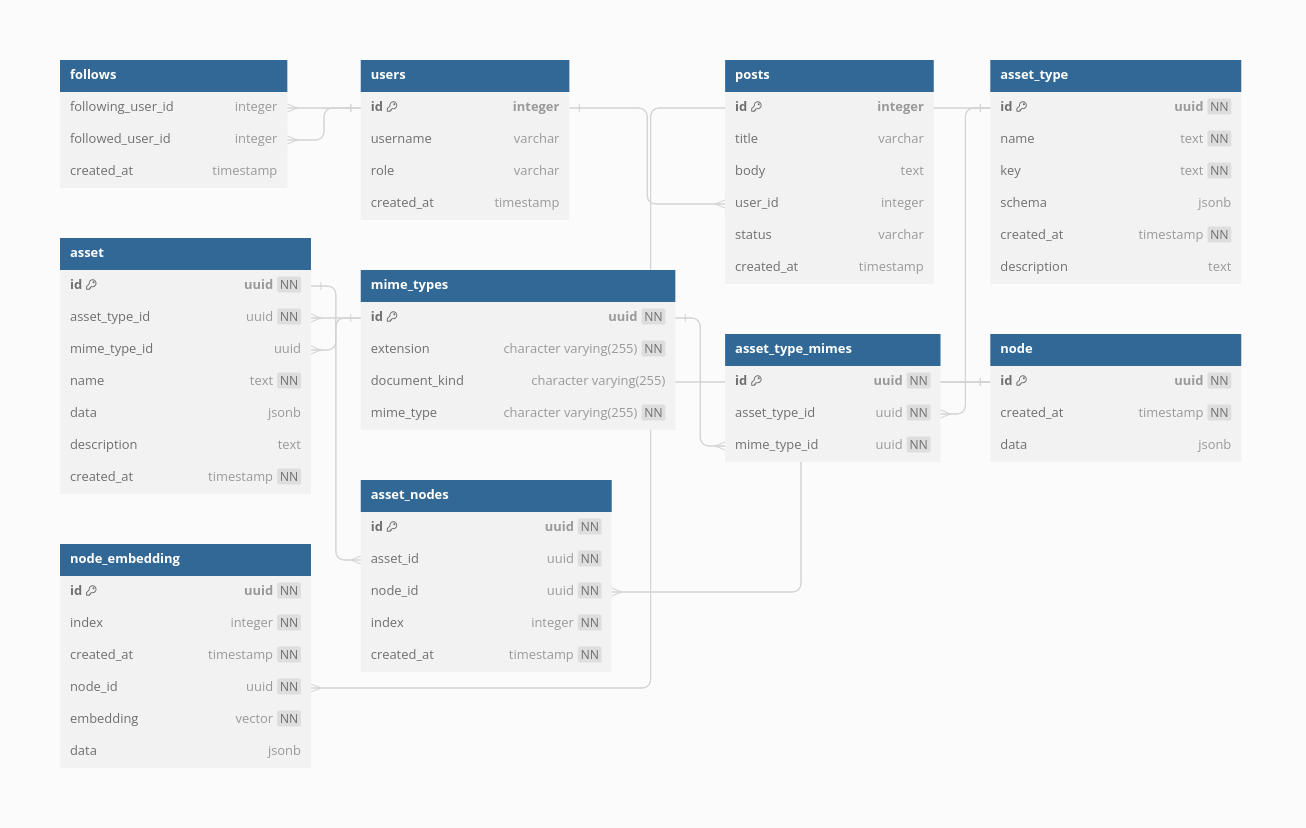 follows
following_user_id integer
followed_user_id integer
created_at timestamp
users
id integer
username varchar
role varchar
created_at timestamp
posts
id integer
title varchar
body text
user_id integer
status varchar
created_at timestamp
asset_type
id uuid NN
name text NN
key text NN
schema jsonb
created_at timestamp NN
description text
asset
id uuid NN
asset_type_id uuid NN
mime_type_id uuid
name text NN
data jsonb
description text
created_at timestamp NN
mime_types
id uuid NN
extension character varying(255) NN
document_kind character varying(255)
mime_type character varying(255) NN
asset_type_mimes
id uuid NN
asset_type_id uuid NN
mime_type_id uuid NN
node
id uuid NN
created_at timestamp NN
data jsonb
asset_nodes
id uuid NN
asset_id uuid NN
node_id uuid NN
index integer NN
created_at timestamp NN
node_embedding
id uuid NN
index integer NN
created_at timestamp NN
node_id uuid NN
embedding vector NN
data jsonb